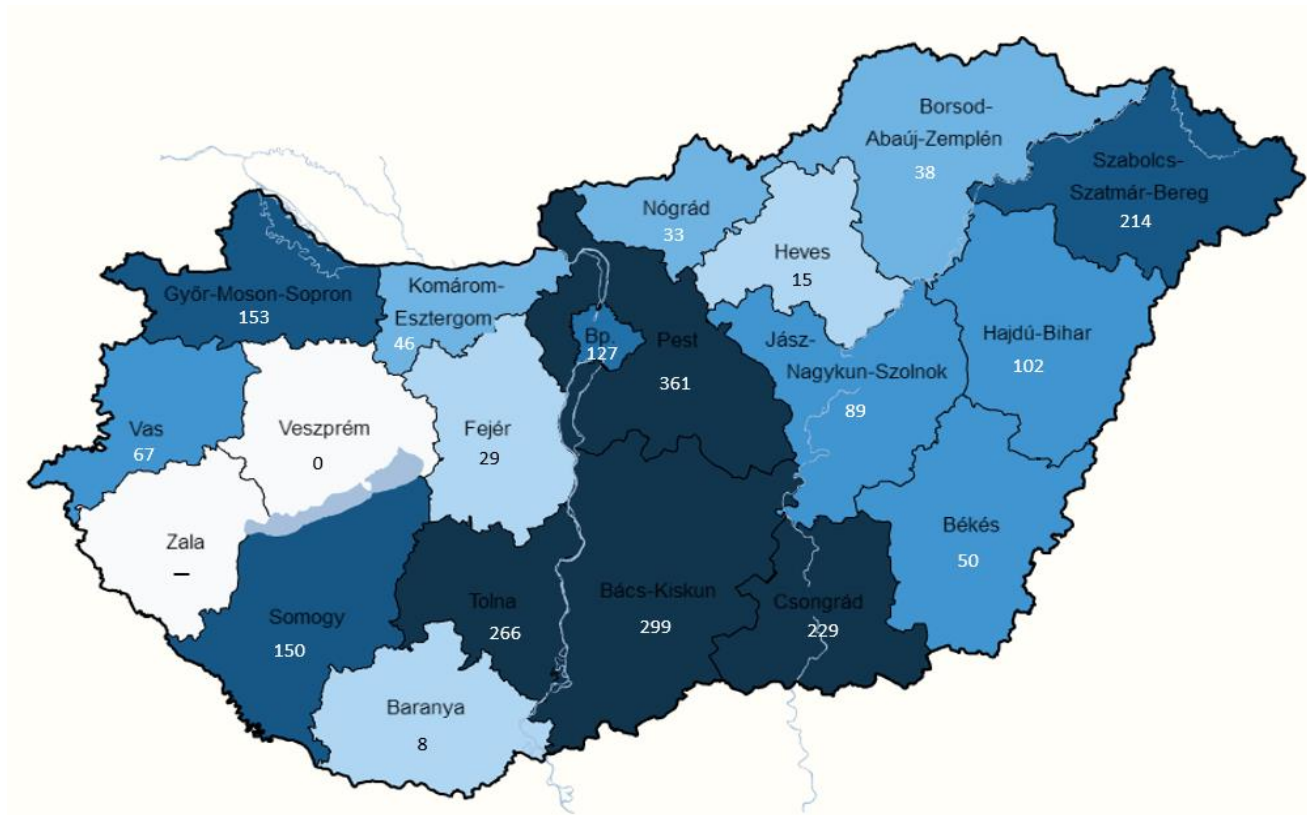 Borsod-
Abaúj-Zemplén
38
Szabolcs-
Szatmár-Bereg
214
Nógrád
33
Heves
15
Győr-Moson-Sopron
153
Komárom-
Esztergom
46
Bp.
127
Pest
361
Jász-
Nagykun-Szolnok
89
Hajdú-Bihar
102
Vas
67
Veszprém
0
Fejér
29
Zala
–
Békés
50
Somogy
150
Tolna
266
Bács-Kiskun
299
Csongrád
229
Baranya
8